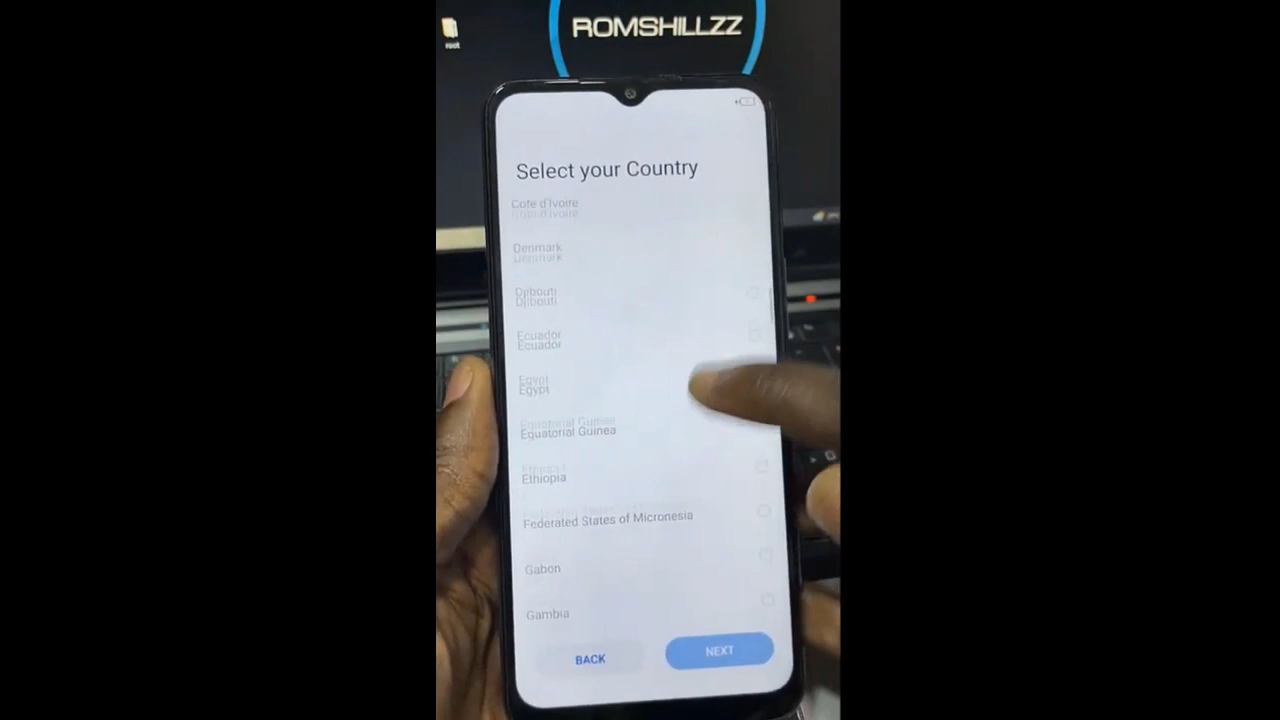 root
ROMSHILLZZ
Select your Country
Cote d'Ivoire
Denmark
Djibouti
Ecuador
Egypt
Equatorial Guinea
Ethiopia
Federated States of Micronesia
Gabon
Gambia
BACK
NEXT